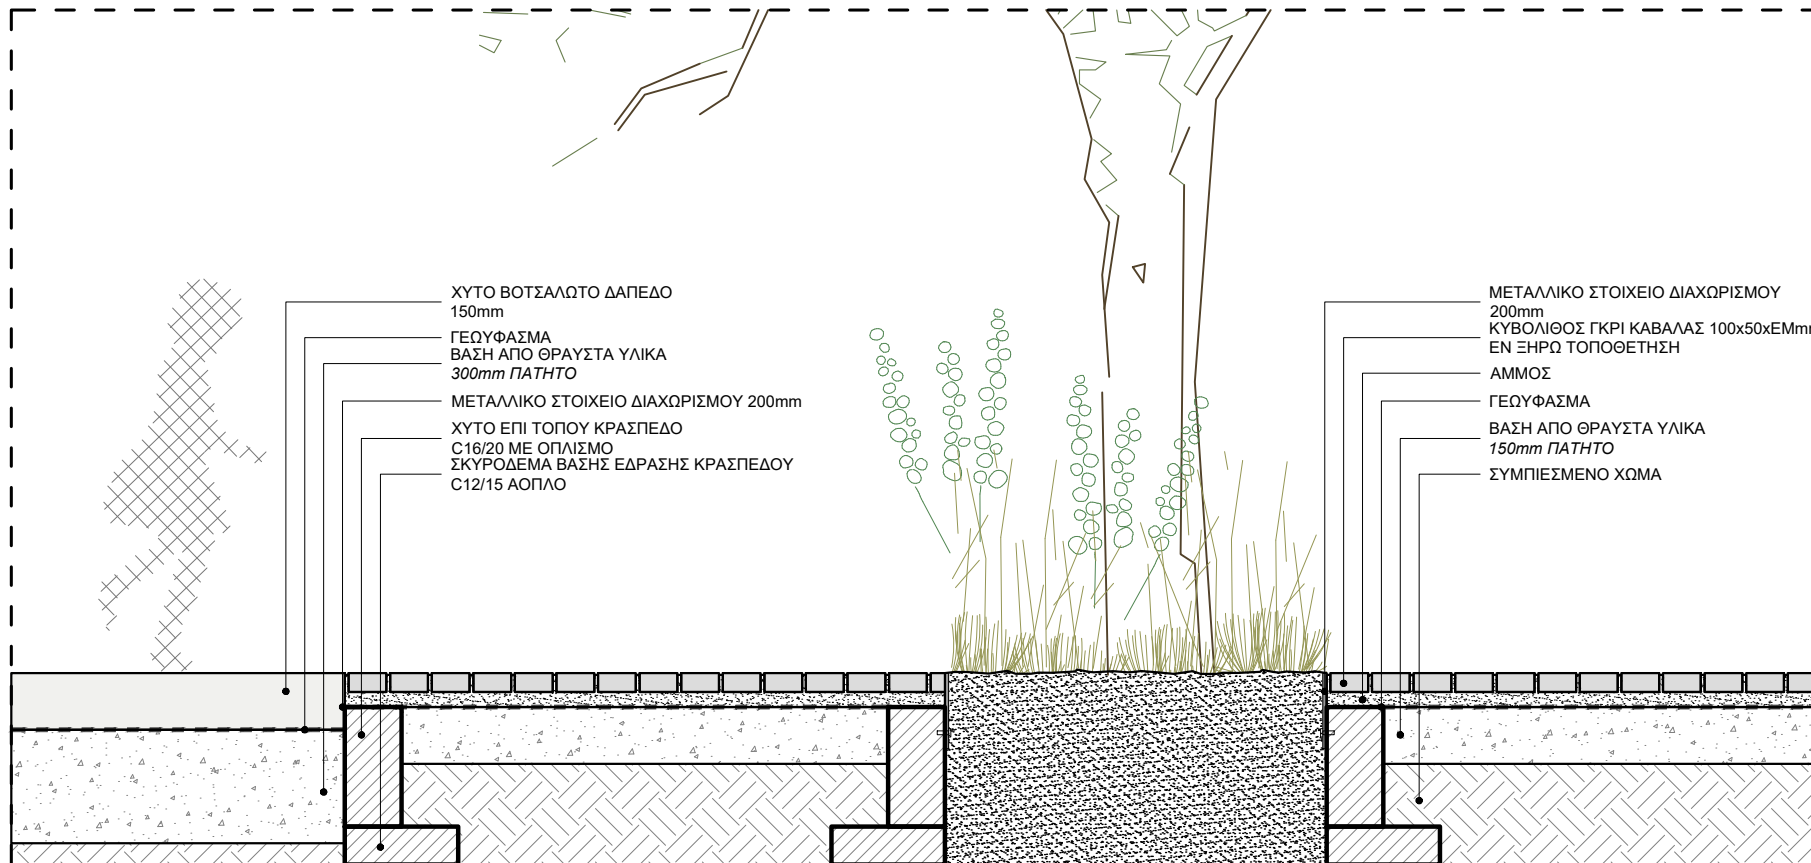 ΧΥΤΟ ΒΟΤΣΑΛΩΤΟ ΔΑΠΕΔΟ
150mm
ΓΕΩΥΦΑΣΜΑ
ΒΑΣΗ ΑΠΟ ΘΡΑΥΣΤΑ ΥΛΙΚΑ
300mm ΠΑΤΗΤΟ
ΜΕΤΑΛΛΙΚΟ ΣΤΟΙΧΕΙΟ ΔΙΑΧΩΡΙΣΜΟΥ 200mm
ΧΥΤΟ ΕΠΙ ΤΟΠΟΥ ΚΡΑΣΠΕΔΟ
C16/20 ΜΕ ΟΠΛΙΣΜΟ
ΣΚΥΡΟΔΕΜΑ ΒΑΣΗΣ ΕΔΡΑΣΗΣ ΚΡΑΣΠΕΔΟΥ
C12/15 ΑΟΠΛΟ
ΜΕΤΑΛΛΙΚΟ ΣΤΟΙΧΕΙΟ ΔΙΑΧΩΡΙΣΜΟΥ
200mm
ΚΥΒΟΛΙΘΟΣ ΓΚΡΙ ΚΑΒΑΛΑΣ 100x50xΕΜmm
ΕΝ ΞΗΡΩ ΤΟΠΟΘΕΤΗΣΗ
ΑΜΜΟΣ
ΓΕΩΥΦΑΣΜΑ
ΒΑΣΗ ΑΠΟ ΘΡΑΥΣΤΑ ΥΛΙΚΑ
150mm ΠΑΤΗΤΟ
ΣΥΜΠΙΕΣΜΕΝΟ ΧΩΜΑ